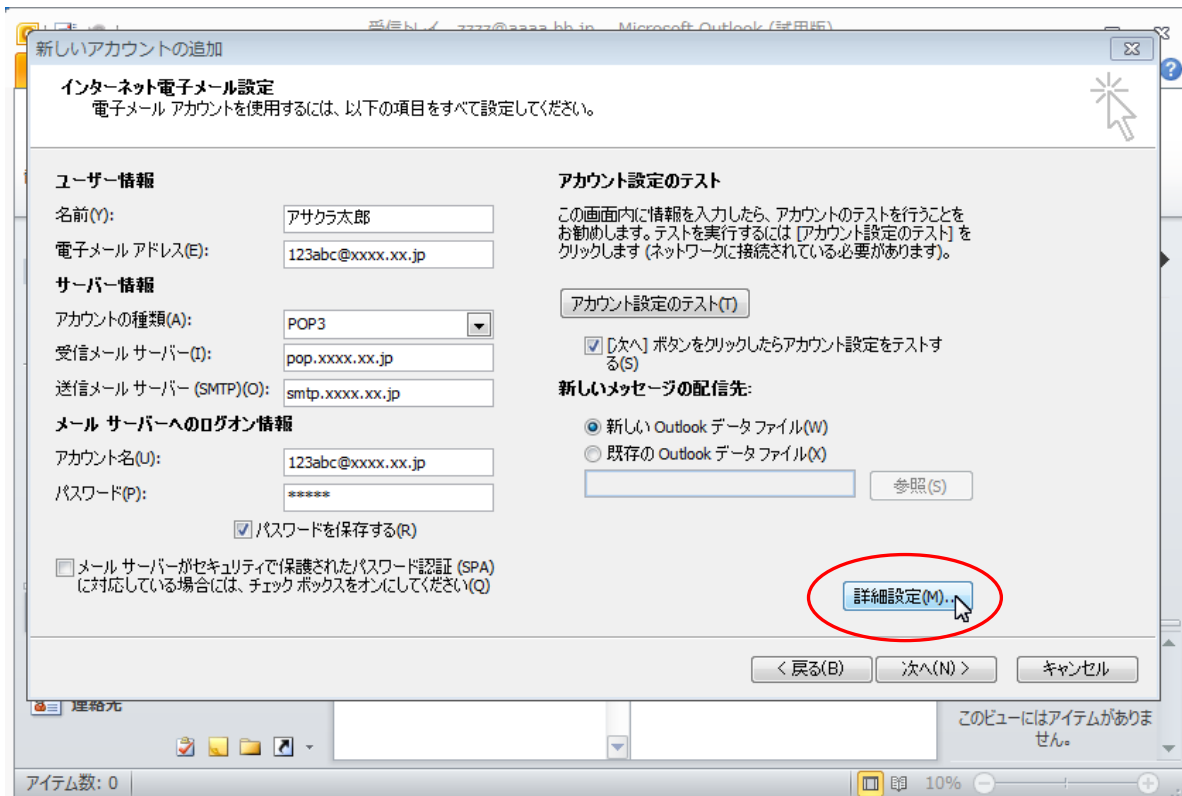 受信トレイ - zzzz@aaaa.bb.jp - Microsoft Outlook (試用版)
新しいアカウントの追加
インターネット電子メール設定
電子メール アカウントを使用するには、以下の項目をすべて設定してください。
ユーザー情報
名前(Y):
アサクラ太郎
電子メール アドレス(E):
123abc@xxxx.xx.jp
サーバー情報
アカウントの種類(A):
POP3
受信メール サーバー(I):
pop.xxxx.xx.jp
送信メール サーバー (SMTP)(O):
smtp.xxxx.xx.jp
メール サーバーへのログオン情報
アカウント名(U):
123abc@xxxx.xx.jp
パスワード(P):
*****
パスワードを保存する(R)
メール サーバーがセキュリティで保護されたパスワード認証 (SPA)
に対応している場合には、チェック ボックスをオンにしてください(Q)
アカウント設定のテスト
この画面内に情報を入力したら、アカウントのテストを行うことを
お勧めします。テストを実行するには [アカウント設定のテスト] を
クリックします (ネットワークに接続されている必要があります)。
アカウント設定のテスト(T)
[次へ] ボタンをクリックしたらアカウント設定をテストす
る(S)
新しいメッセージの配信先:
新しい Outlook データ ファイル(W)
既存の Outlook データ ファイル(X)
参照(S)
詳細設定(M)...
< 戻る(B)
次へ(N) >
キャンセル
連絡先
このビューにはアイテムがありま
せん。
アイテム数: 0
10%